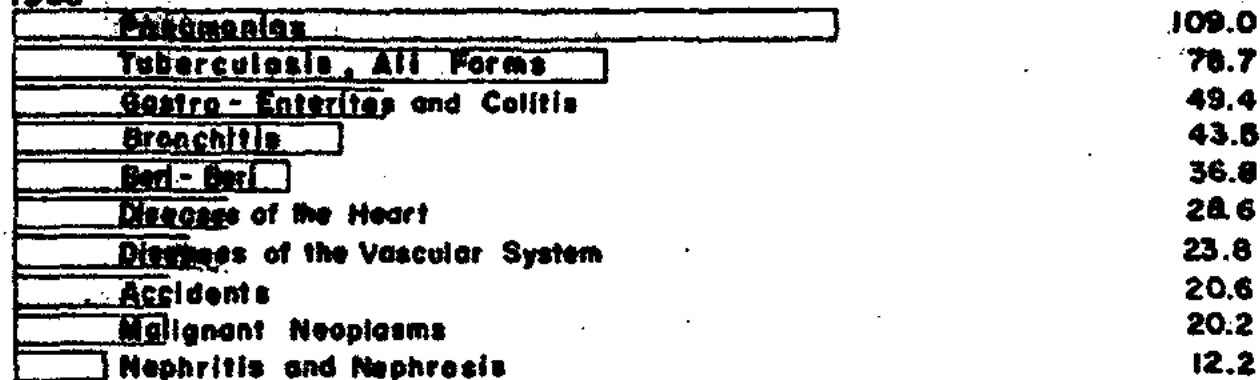 Pneumonias 109.0
Tuberculosis, All Forms 78.7
Gastro - Enterites and Colitis 49.4
Bronchitis 43.5
Beri - Beri 36.8
Diseases of the Heart 28.6
Diseases of the Vascular System 23.8
Accidents 20.6
Malignant Neoplasms 20.2
Nephritis and Nephrosis 12.2